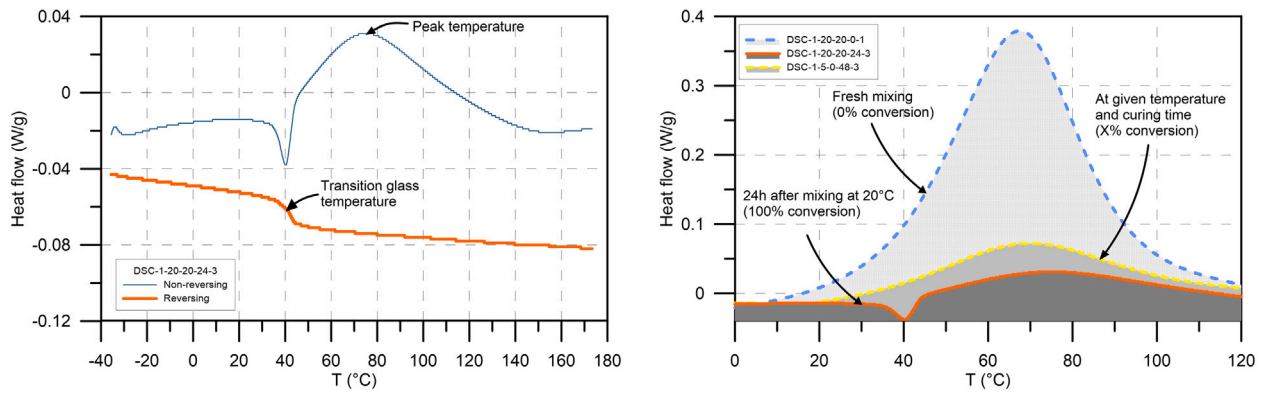 0.04
0
-0.04
-0.08
-0.12
Heat flow (W/g)
Peak temperature
Transition glass
temperature
DSC-1-20-20-24-3
Non-reversing
Reversing
-40 -20 0 20 40 60 80 100 120 140 160 180
T (°C)
0.4
0.3
0.2
0.1
0
Heat flow (W/g)
DSC-1-20-20-0-1
DSC-1-20-20-24-3
DSC-1-5-0-48-3
Fresh mixing
(0% conversion)
At given temperature
and curing time
(X% conversion)
24h after mixing at 20°C
(100% conversion)
0 20 40 60 80 100 120
T (°C)